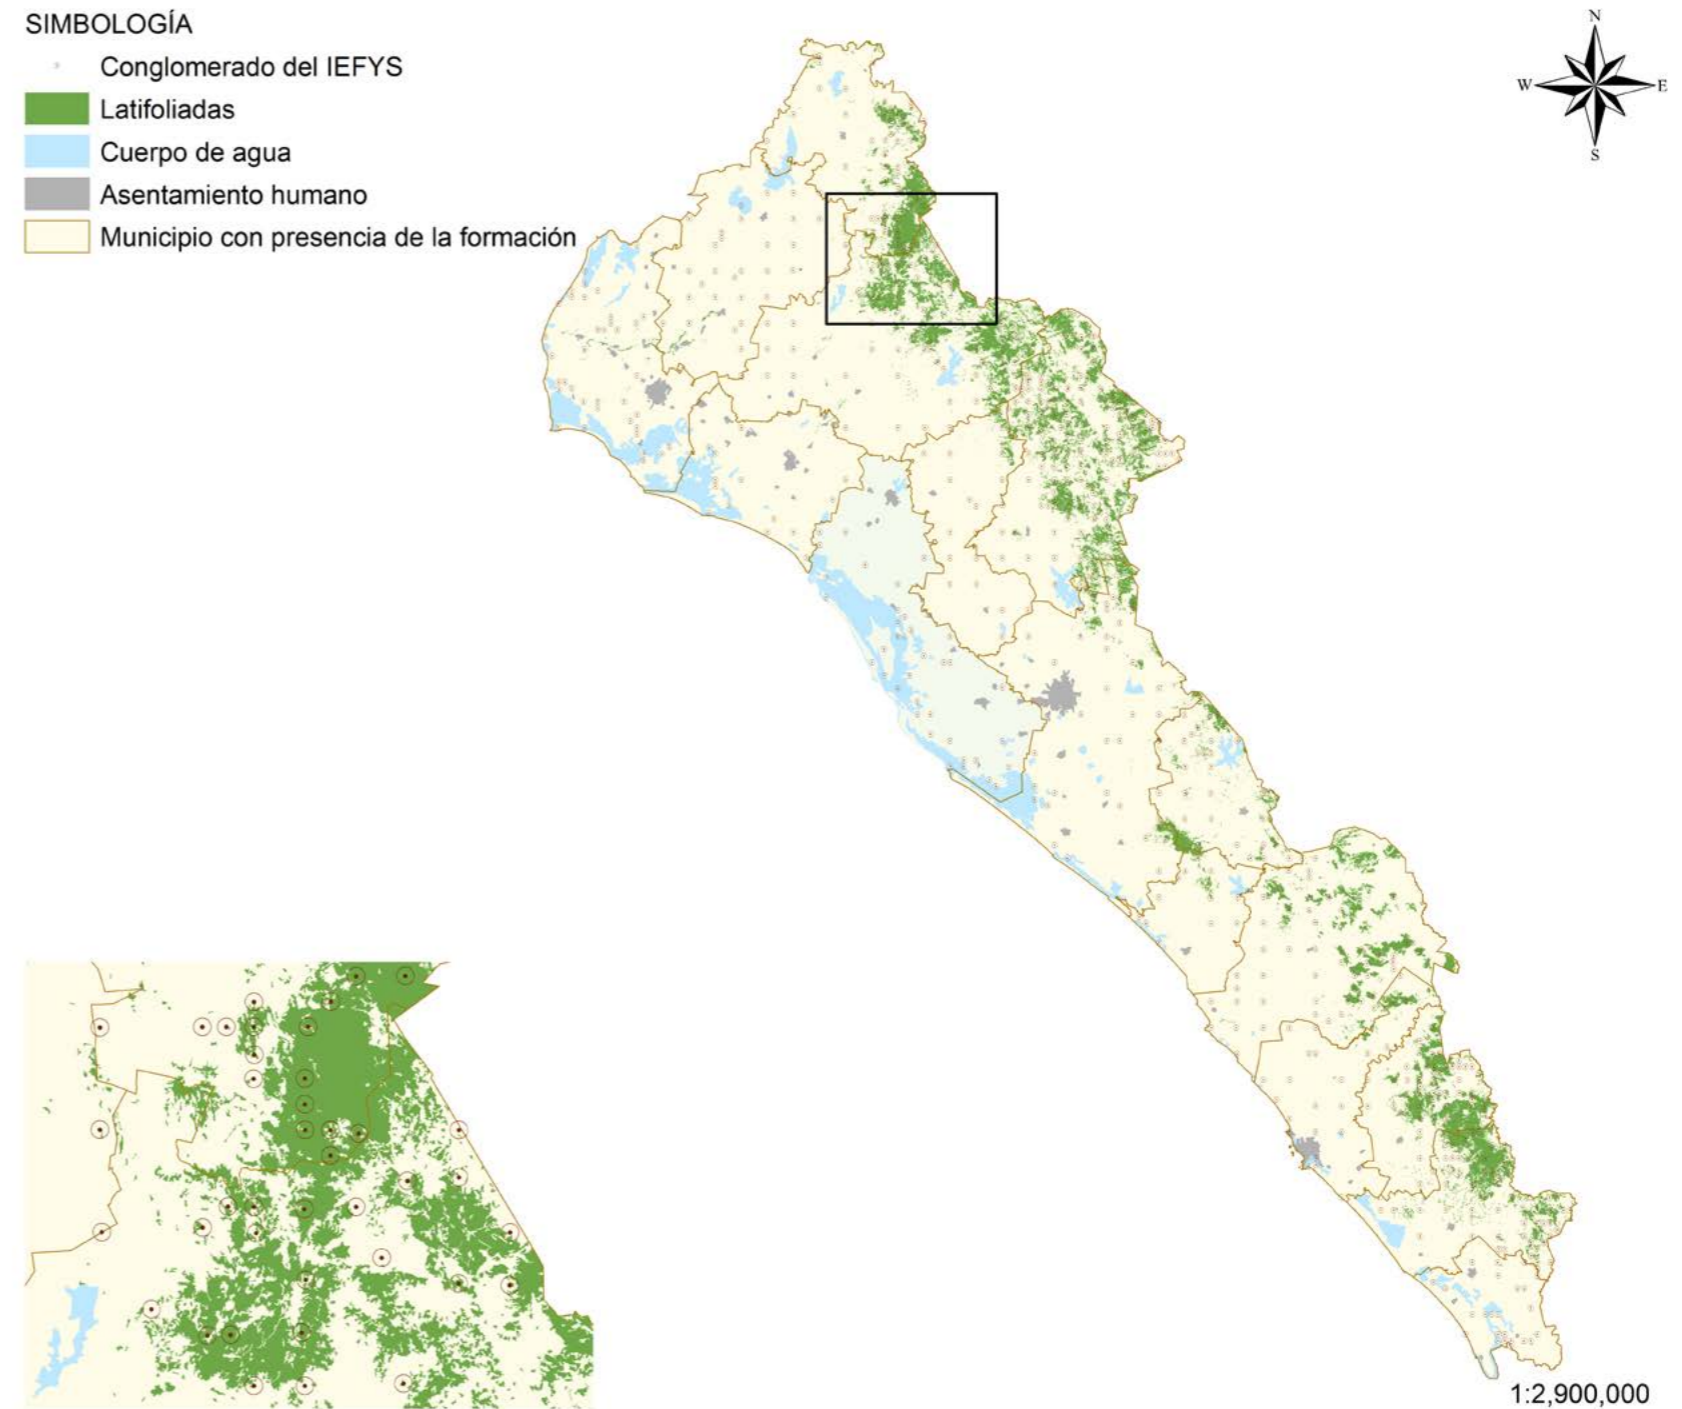 SIMBOLOGÍA
Conglomerado del IEFYS
Latifoliadas
Cuerpo de agua
Asentamiento humano
Municipio con presencia de la formación
N
W
E
S
1:2,900,000